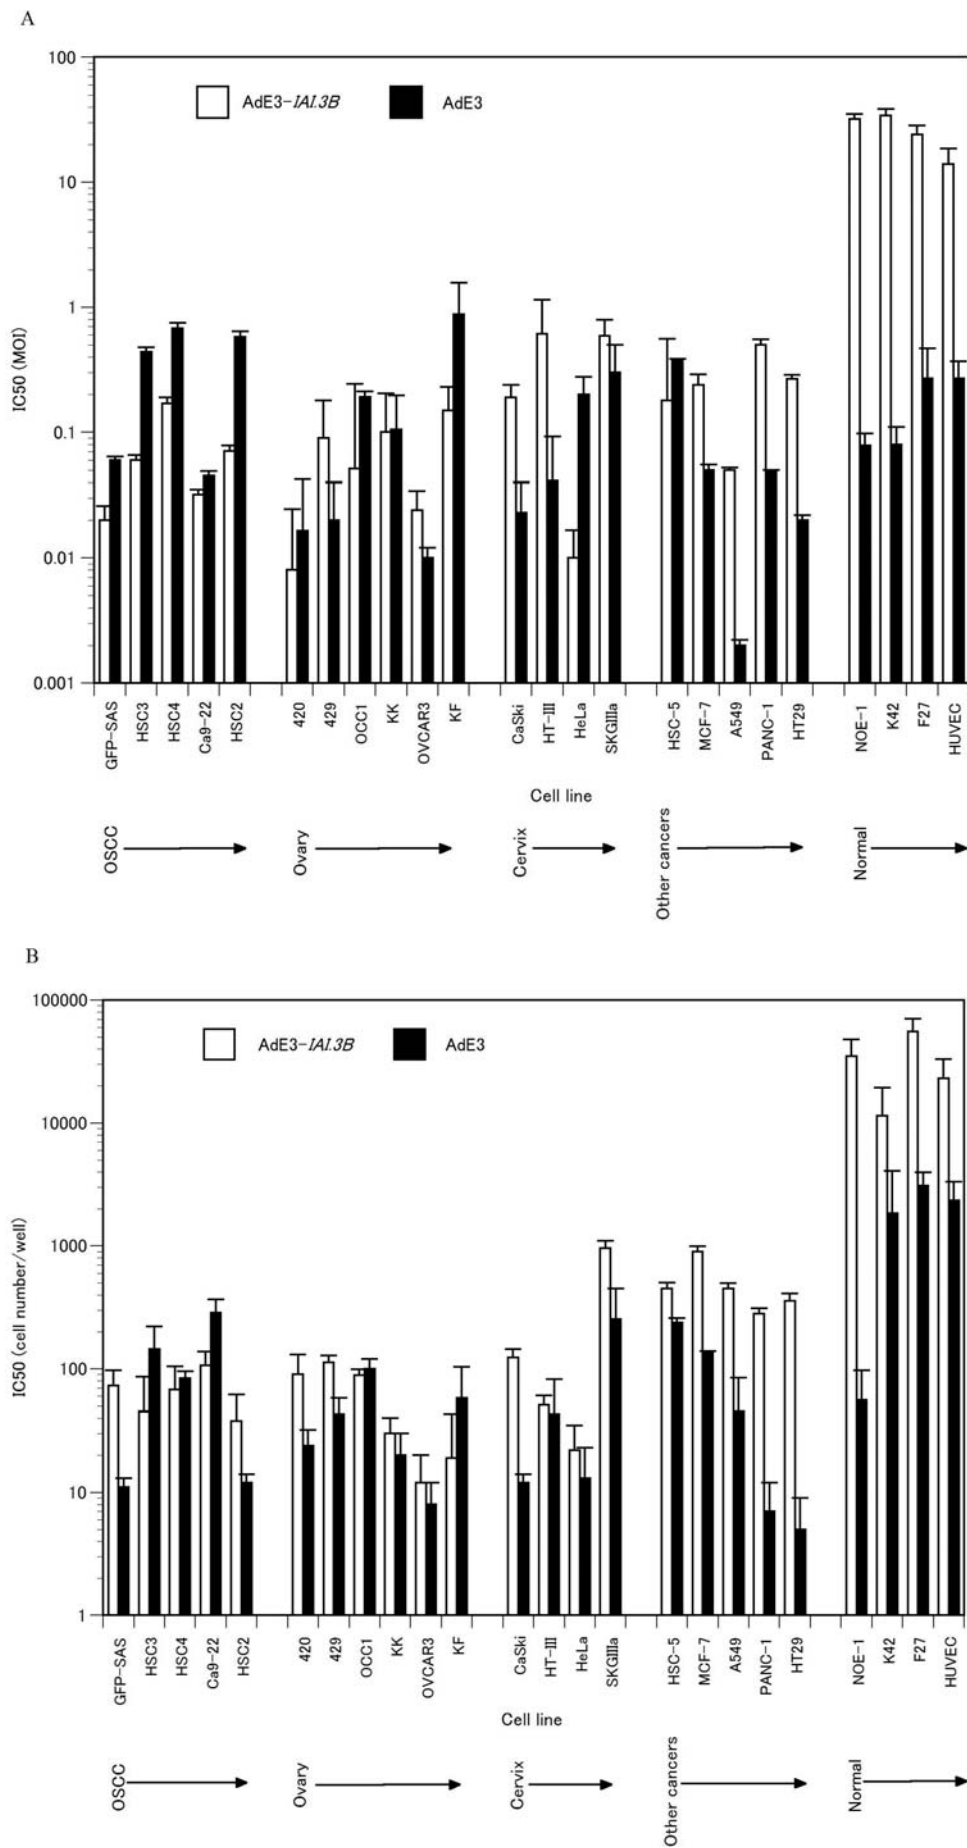 A
100
10
1
0.1
0.01
0.001
IC50 (MOI)
AdE3-IAI.3B AdE3
GFP-SAS HSC3 HSC4 Ca9-22 HSC2 420 429 OCC1 KK OVCAR3 KF CaSki HT-III HeLa SKGIIIa HSC-5 MCF-7 A549 PANC-1 HT29 NOE-1 K42 F27 HUVEC
Cell line
OSCC Ovary Cervix Other cancers Normal
B
100000
10000
1000
100
10
1
IC50 (cell number/well)
AdE3-IAI.3B AdE3
GFP-SAS HSC3 HSC4 Ca9-22 HSC2 420 429 OCC1 KK OVCAR3 KF CaSki HT-III HeLa SKGIIIa HSC-5 MCF-7 A549 PANC-1 HT29 NOE-1 K42 F27 HUVEC
Cell line
OSCC Ovary Cervix Other cancers Normal